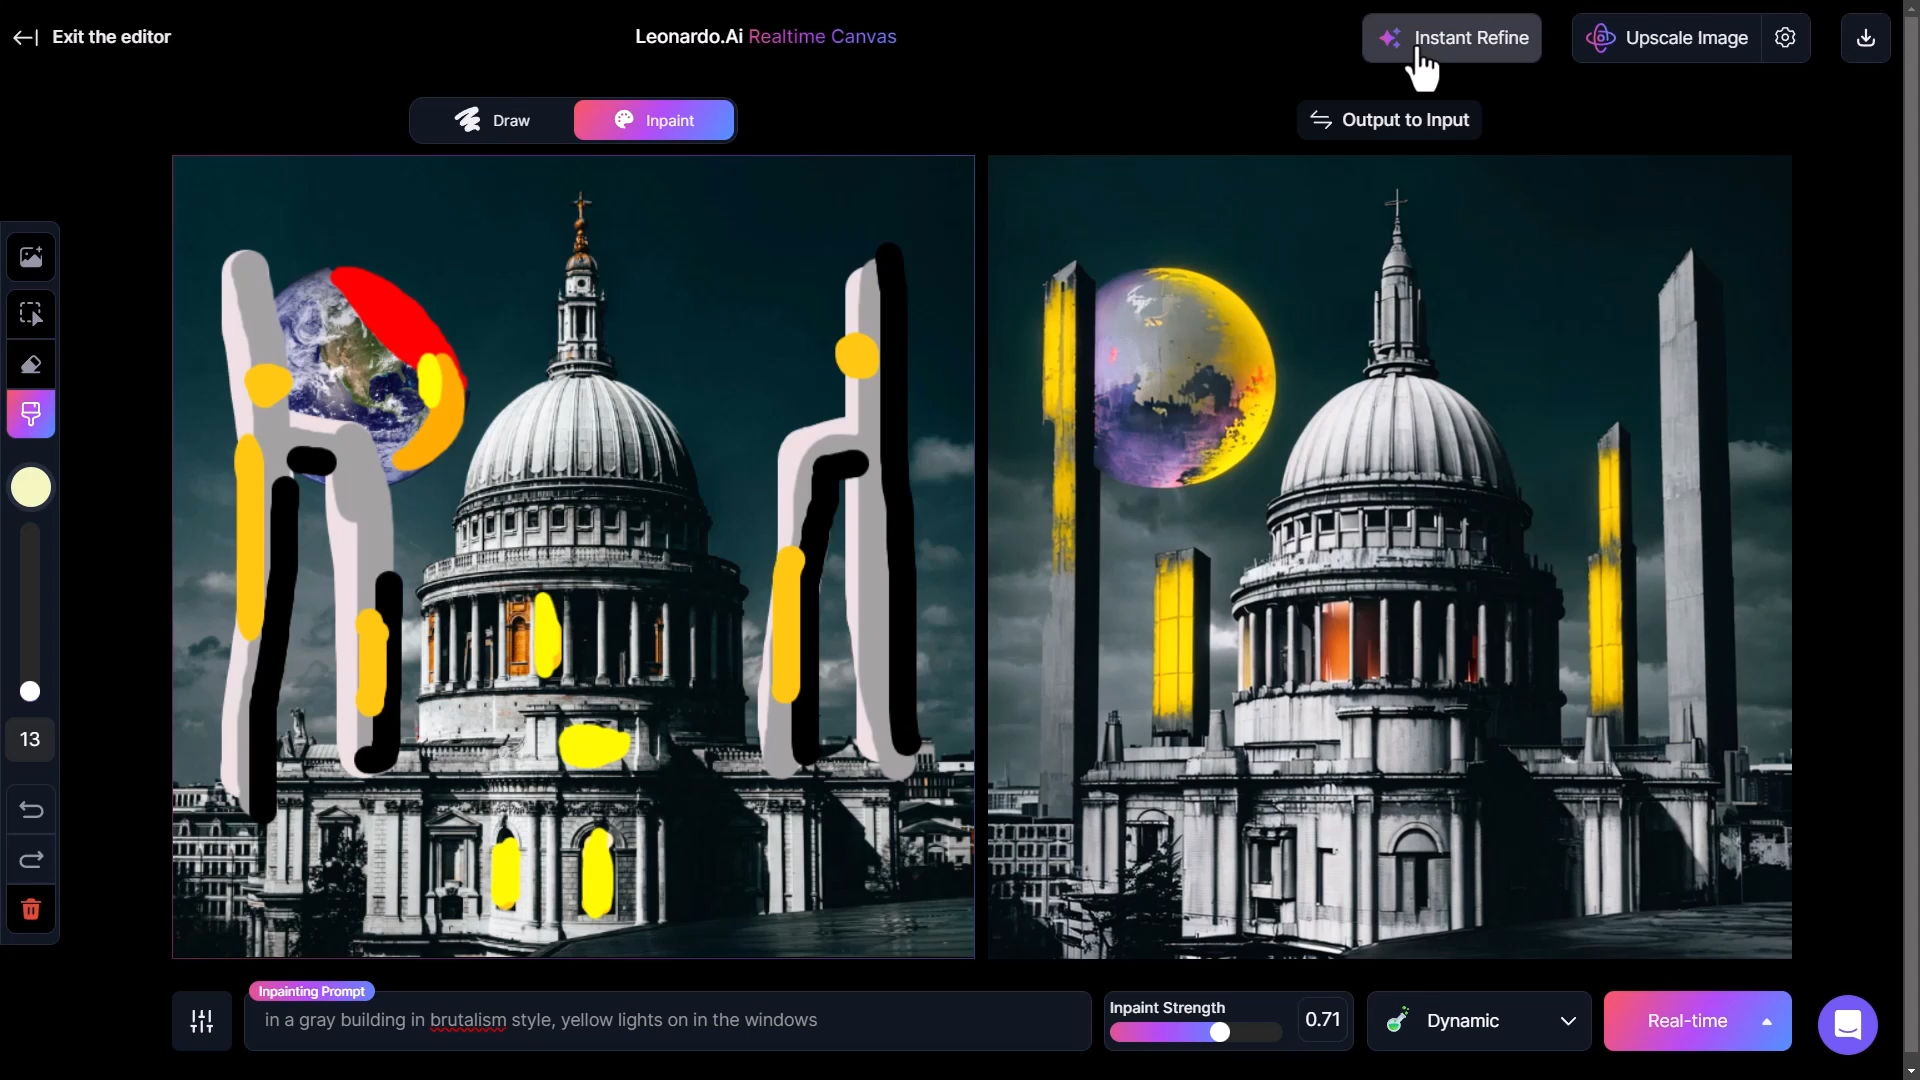 Exit the editor
Leonardo.Ai Realtime Canvas
Instant Refine
Upscale Image
Draw
Inpaint
Output to Input
13
Inpainting Prompt
in a gray building in brutalism style, yellow lights on in the windows
Inpaint Strength
0.71
Dynamic
Real-time